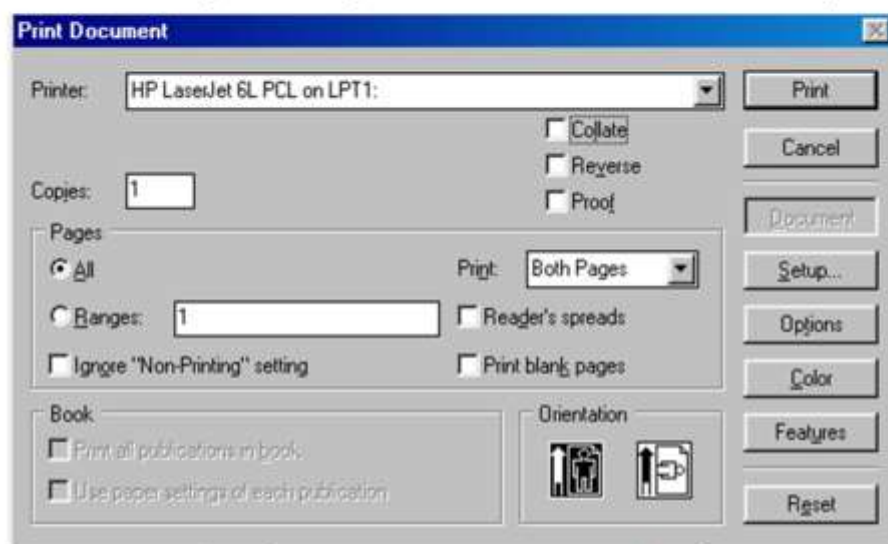 Print Document
Printer: HP LaserJet 6L PCL on LPT1: Print
Collate
Cancel
Reverse
Copies: 1 Proof
Document
Pages
All Print: Both Pages Setup...
Ranges: 1 Reader's spreads Options
Ignore "Non-Printing" setting Print blank pages Color
Book Orientation Features
Print all publications in book
Use paper settings of each publication Reset